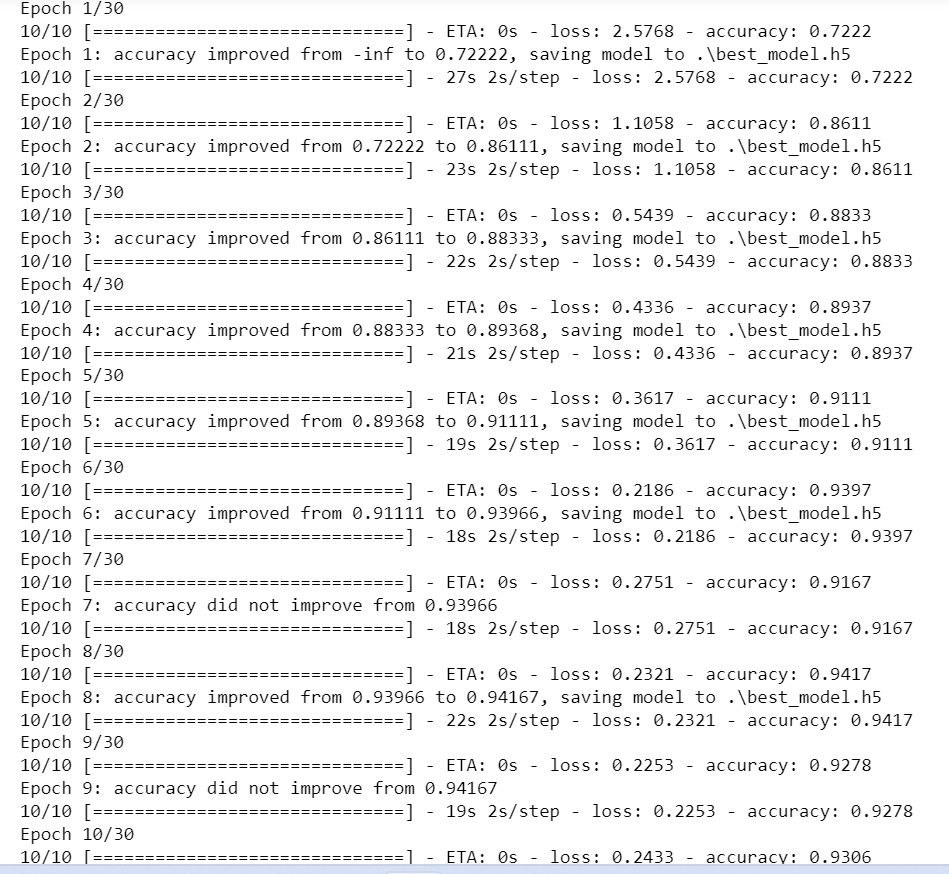 Epoch 1/30
10/10 [==============================] - ETA: 0s - loss: 2.5768 - accuracy: 0.7222
Epoch 1: accuracy improved from -inf to 0.72222, saving model to .\best_model.h5
10/10 [==============================] - 27s 2s/step - loss: 2.5768 - accuracy: 0.7222
Epoch 2/30
10/10 [==============================] - ETA: 0s - loss: 1.1058 - accuracy: 0.8611
Epoch 2: accuracy improved from 0.72222 to 0.86111, saving model to .\best_model.h5
10/10 [==============================] - 23s 2s/step - loss: 1.1058 - accuracy: 0.8611
Epoch 3/30
10/10 [==============================] - ETA: 0s - loss: 0.5439 - accuracy: 0.8833
Epoch 3: accuracy improved from 0.86111 to 0.88333, saving model to .\best_model.h5
10/10 [==============================] - 22s 2s/step - loss: 0.5439 - accuracy: 0.8833
Epoch 4/30
10/10 [==============================] - ETA: 0s - loss: 0.4336 - accuracy: 0.8937
Epoch 4: accuracy improved from 0.88333 to 0.89368, saving model to .\best_model.h5
10/10 [==============================] - 21s 2s/step - loss: 0.4336 - accuracy: 0.8937
Epoch 5/30
10/10 [==============================] - ETA: 0s - loss: 0.3617 - accuracy: 0.9111
Epoch 5: accuracy improved from 0.89368 to 0.91111, saving model to .\best_model.h5
10/10 [==============================] - 19s 2s/step - loss: 0.3617 - accuracy: 0.9111
Epoch 6/30
10/10 [==============================] - ETA: 0s - loss: 0.2186 - accuracy: 0.9397
Epoch 6: accuracy improved from 0.91111 to 0.93966, saving model to .\best_model.h5
10/10 [==============================] - 18s 2s/step - loss: 0.2186 - accuracy: 0.9397
Epoch 7/30
10/10 [==============================] - ETA: 0s - loss: 0.2751 - accuracy: 0.9167
Epoch 7: accuracy did not improve from 0.93966
10/10 [==============================] - 18s 2s/step - loss: 0.2751 - accuracy: 0.9167
Epoch 8/30
10/10 [==============================] - ETA: 0s - loss: 0.2321 - accuracy: 0.9417
Epoch 8: accuracy improved from 0.93966 to 0.94167, saving model to .\best_model.h5
10/10 [==============================] - 22s 2s/step - loss: 0.2321 - accuracy: 0.9417
Epoch 9/30
10/10 [==============================] - ETA: 0s - loss: 0.2253 - accuracy: 0.9278
Epoch 9: accuracy did not improve from 0.94167
10/10 [==============================] - 19s 2s/step - loss: 0.2253 - accuracy: 0.9278
Epoch 10/30
10/10 [==============================] - ETA: 0s - loss: 0.2433 - accuracy: 0.9306